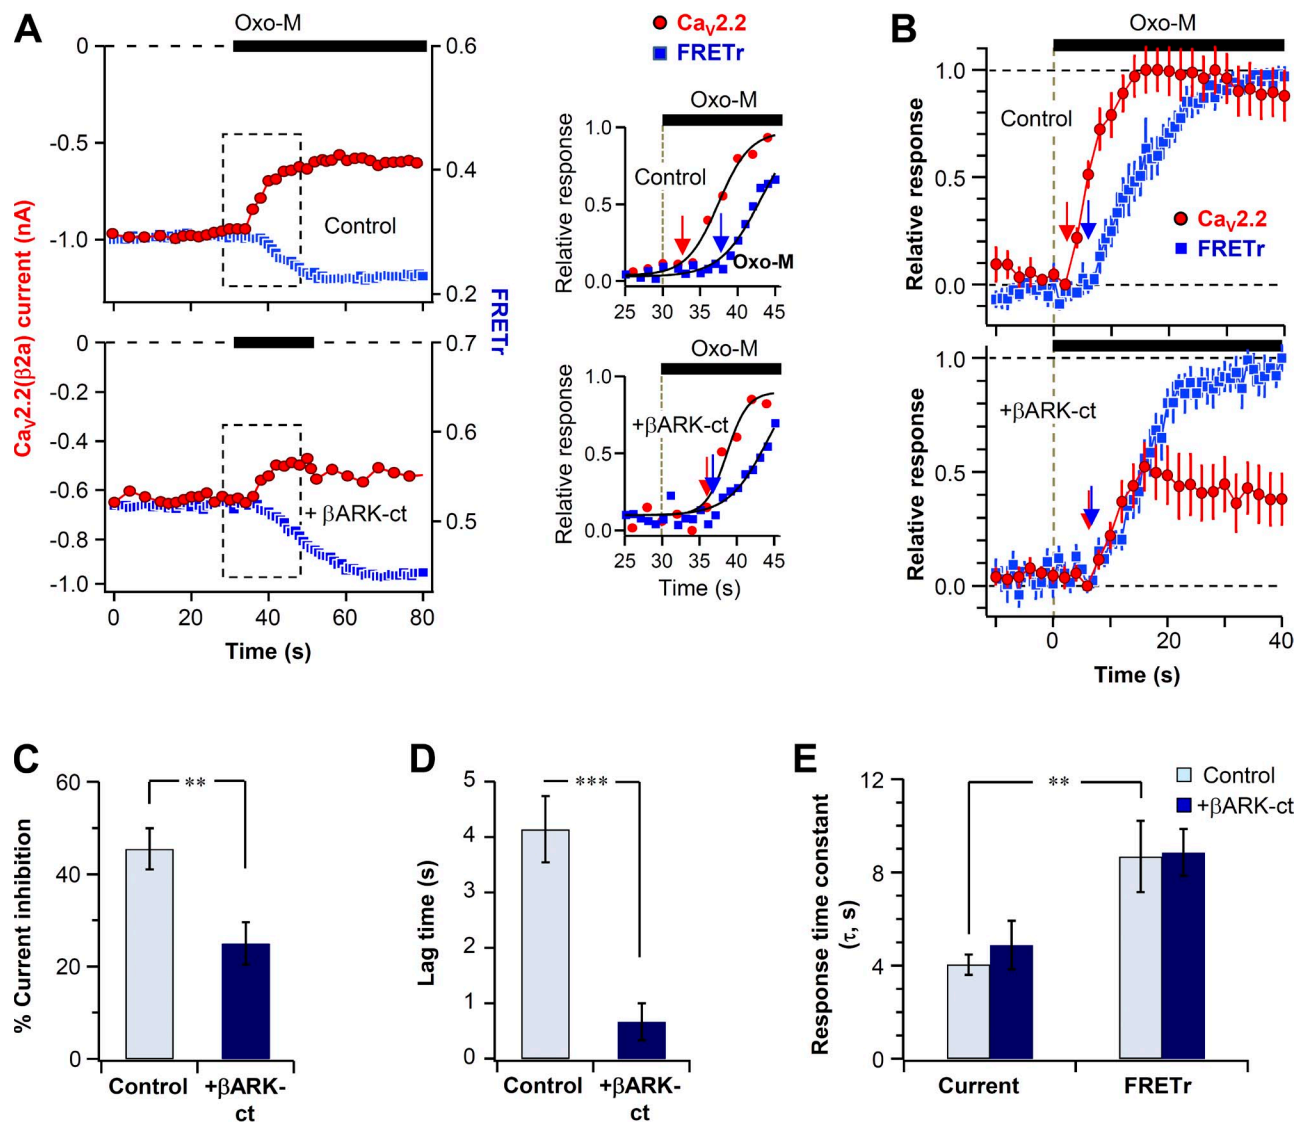 A
Oxo-M
0
-0.5
-1.0
0.6
0.4
0.2
Control
0
-0.2
-0.4
-0.6
-0.8
-1.0
0.7
0.6
0.5
+ βARK-ct
0
20
40
60
80
Time (s)
CaV2.2(β2a) current (nA)
FRETr
CaV2.2
FRETr
Oxo-M
1.0
0.5
0.0
Control
Oxo-M
Relative response
25 30 35 40 45
Oxo-M
1.0
0.5
0.0
+βARK-ct
Relative response
25 30 35 40 45
Time (s)
B
Oxo-M
1.0
0.5
0.0
Control
CaV2.2
FRETr
Relative response
1.0
0.5
0.0
+βARK-ct
Relative response
0
20
40
Time (s)
C
60
40
20
0
**
% Current inhibition
Control
+βARK-
ct
D
5
4
3
2
1
0
***
Lag time (s)
Control
+βARK-
ct
E
12
8
4
0
**
Control
+βARK-ct
Response time constant
(τ, s)
Current
FRETr